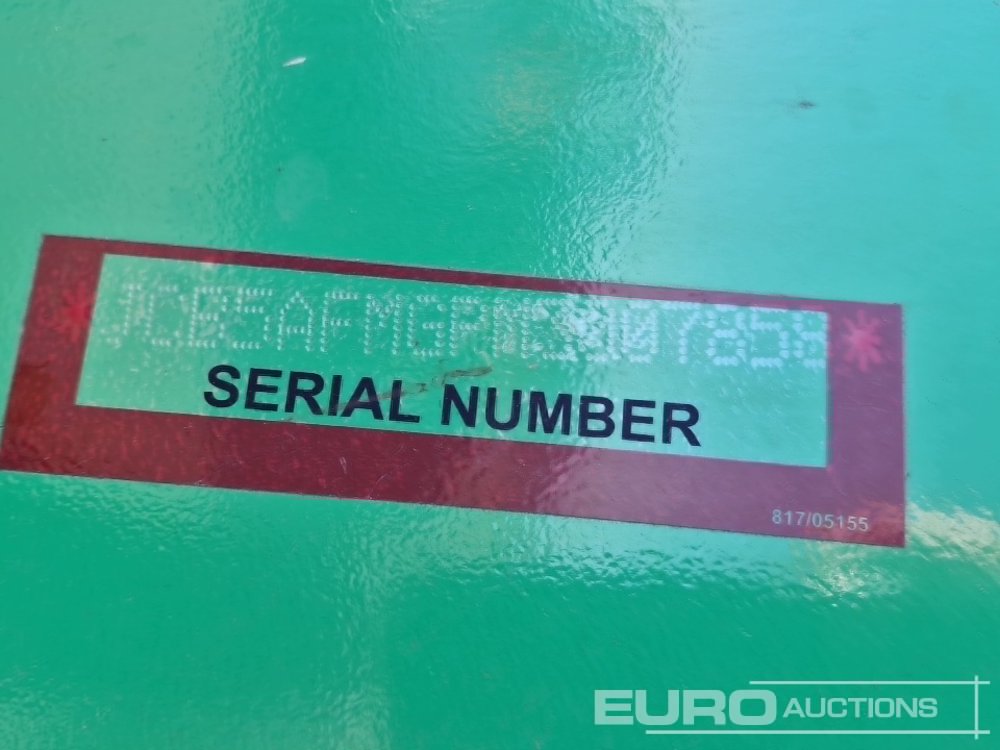 SERIAL NUMBER
817/05155
EURO AUCTIONS